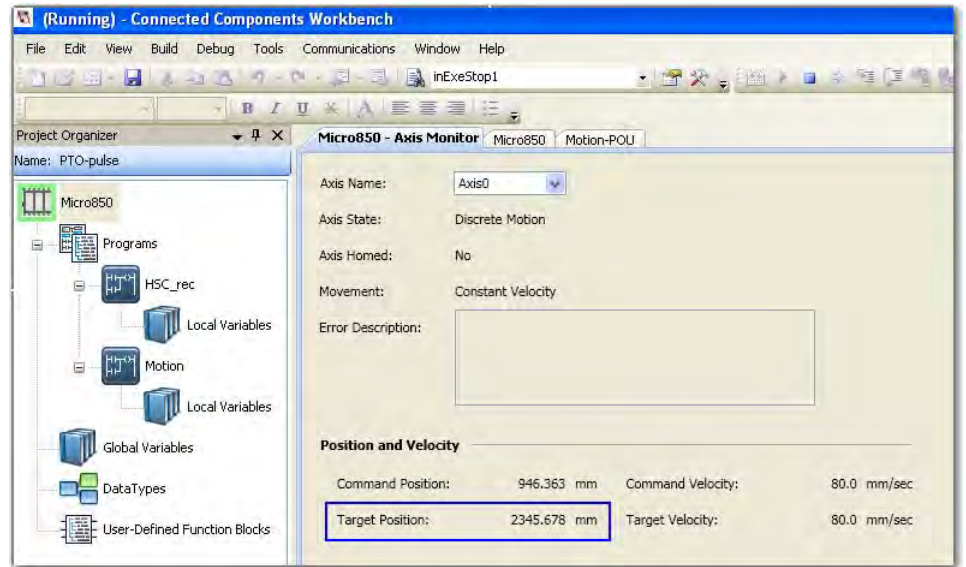 (Running) - Connected Components Workbench
File Edit View Build Debug Tools Communications Window Help
inExeStop1
B I U A
Project Organizer
Name: PTO-pulse
Micro850
Programs
HSC_rec
Local Variables
Motion
Local Variables
Global Variables
DataTypes
User-Defined Function Blocks
Micro850 - Axis Monitor Micro850 Motion-POU
Axis Name: Axis0
Axis State: Discrete Motion
Axis Homed: No
Movement: Constant Velocity
Error Description:
Position and Velocity
Command Position: 946.363 mm Command Velocity: 80.0 mm/sec
Target Position: 2345.678 mm Target Velocity: 80.0 mm/sec